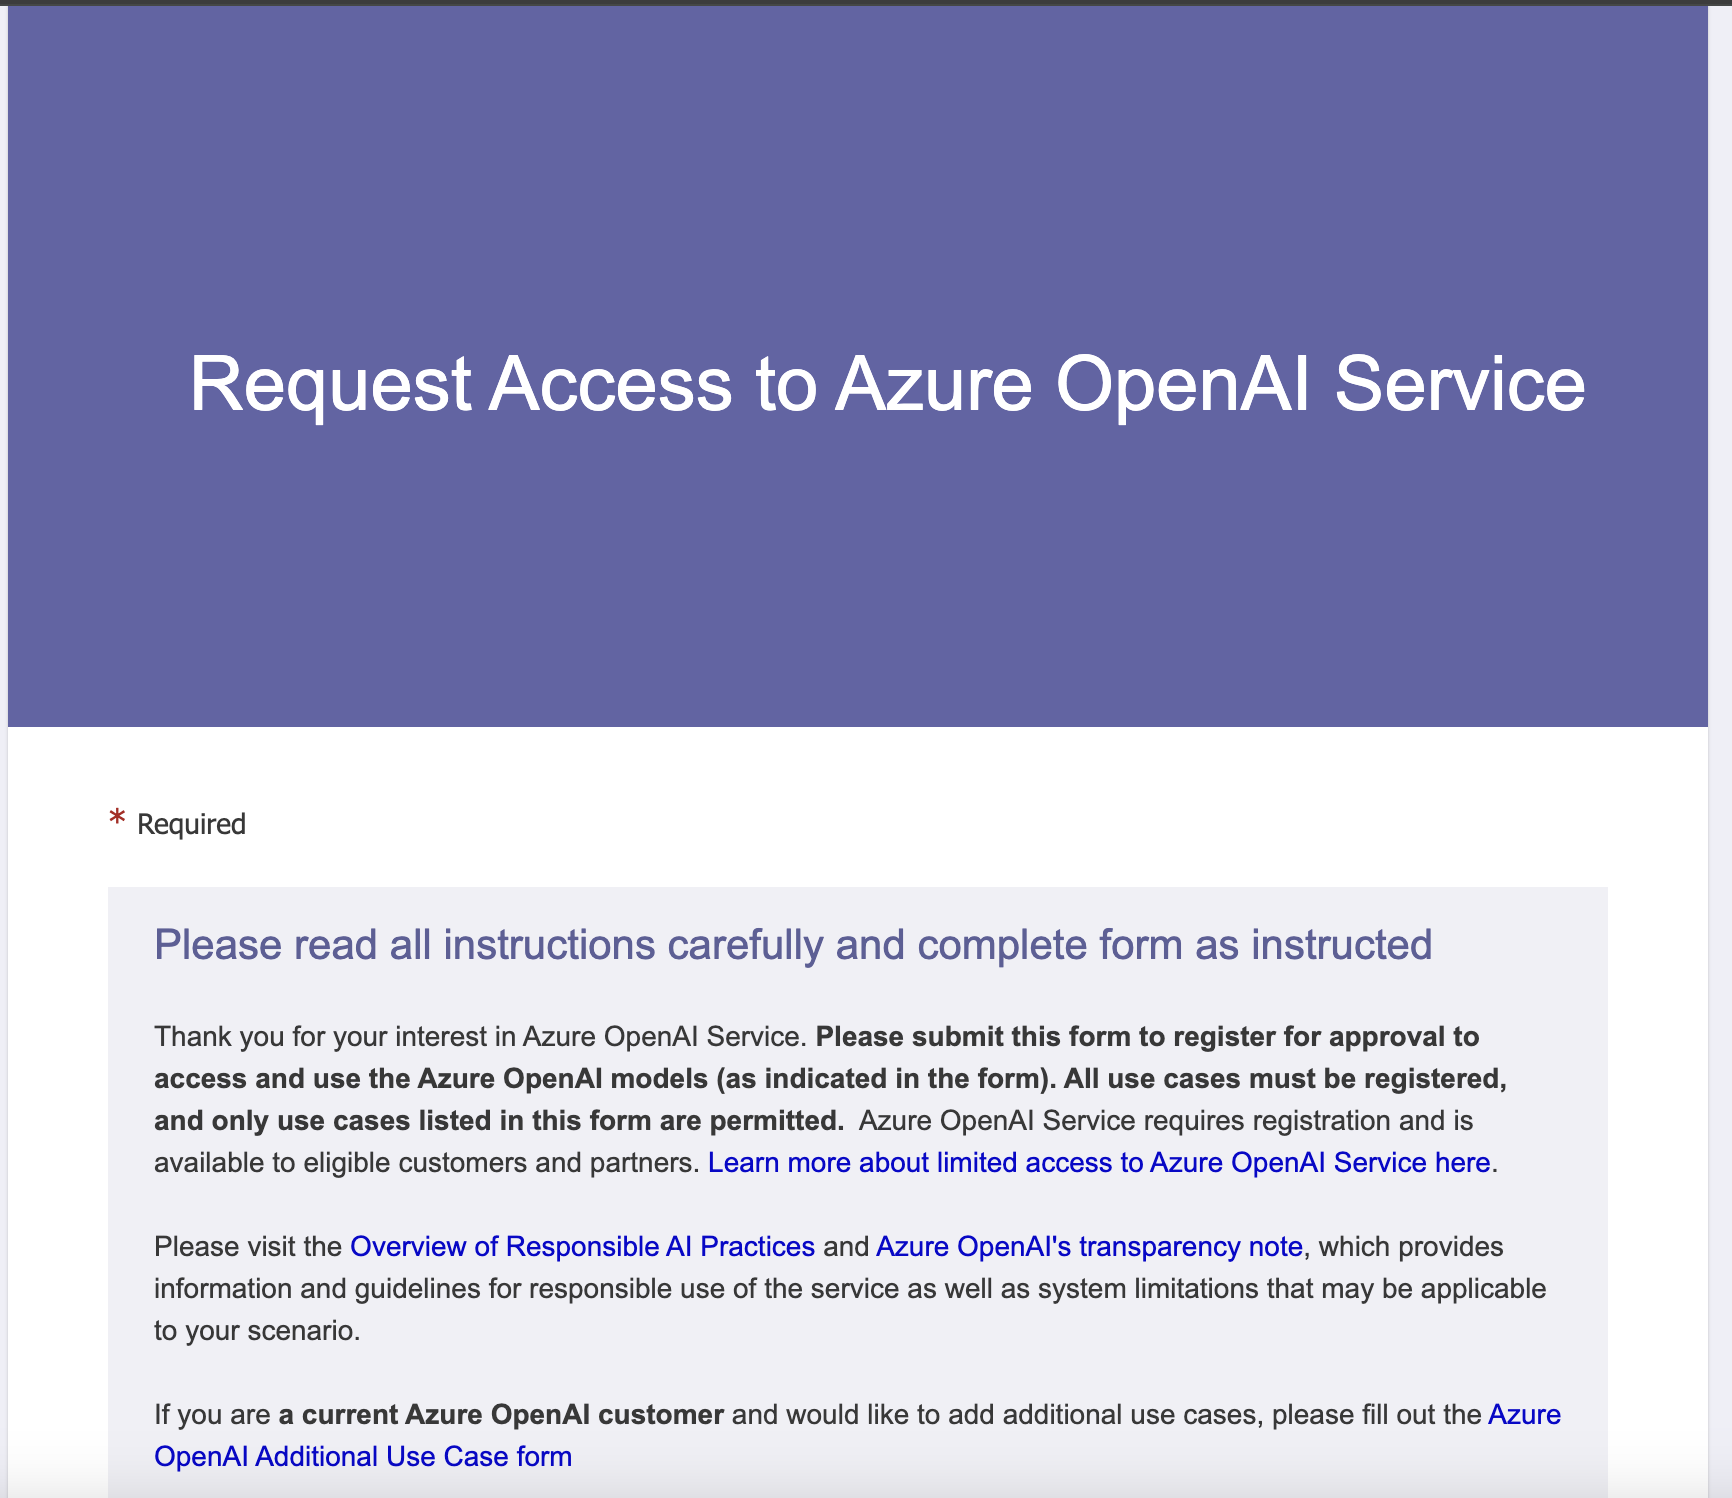 Request Access to Azure OpenAI Service
* Required
Please read all instructions carefully and complete form as instructed
Thank you for your interest in Azure OpenAI Service. Please submit this form to register for approval to
access and use the Azure OpenAI models (as indicated in the form). All use cases must be registered,
and only use cases listed in this form are permitted.  Azure OpenAI Service requires registration and is
available to eligible customers and partners. Learn more about limited access to Azure OpenAI Service here.
Please visit the Overview of Responsible AI Practices and Azure OpenAI's transparency note, which provides
information and guidelines for responsible use of the service as well as system limitations that may be applicable
to your scenario.
If you are a current Azure OpenAI customer and would like to add additional use cases, please fill out the Azure
OpenAI Additional Use Case form